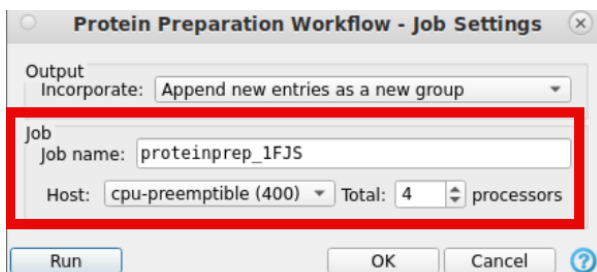 Protein Preparation Workflow - Job Settings
Output
Incorporate: Append new entries as a new group
Job
Job name: proteinprep_1FJS
Host: cpu-preemptible (400) Total: 4 processors
Run OK Cancel ?